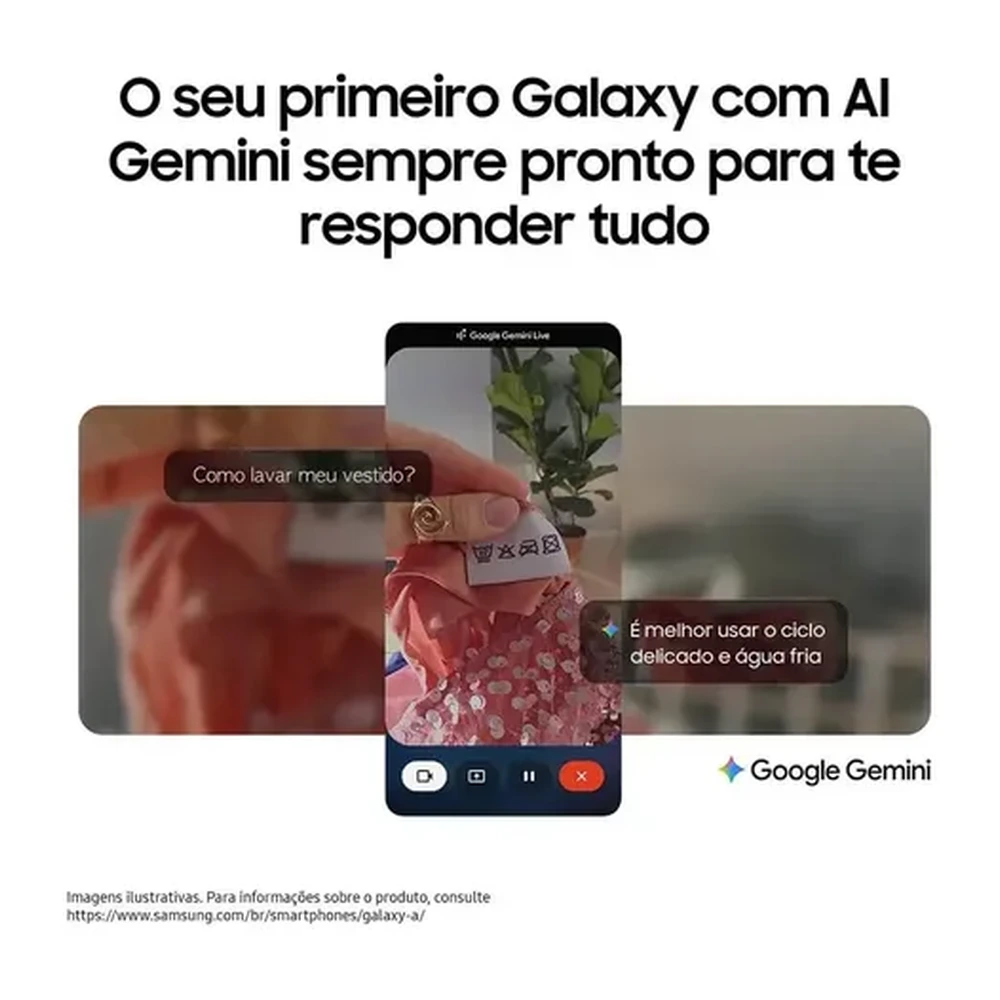 O seu primeiro Galaxy com AI
Gemini sempre pronto para te
responder tudo
Google Gemini Live
Como lavar meu vestido?
É melhor usar o ciclo
delicado e água fria
Google Gemini
Imagens ilustrativas. Para informações sobre o produto, consulte
https://www.samsung.com/br/smartphones/galaxy-a/